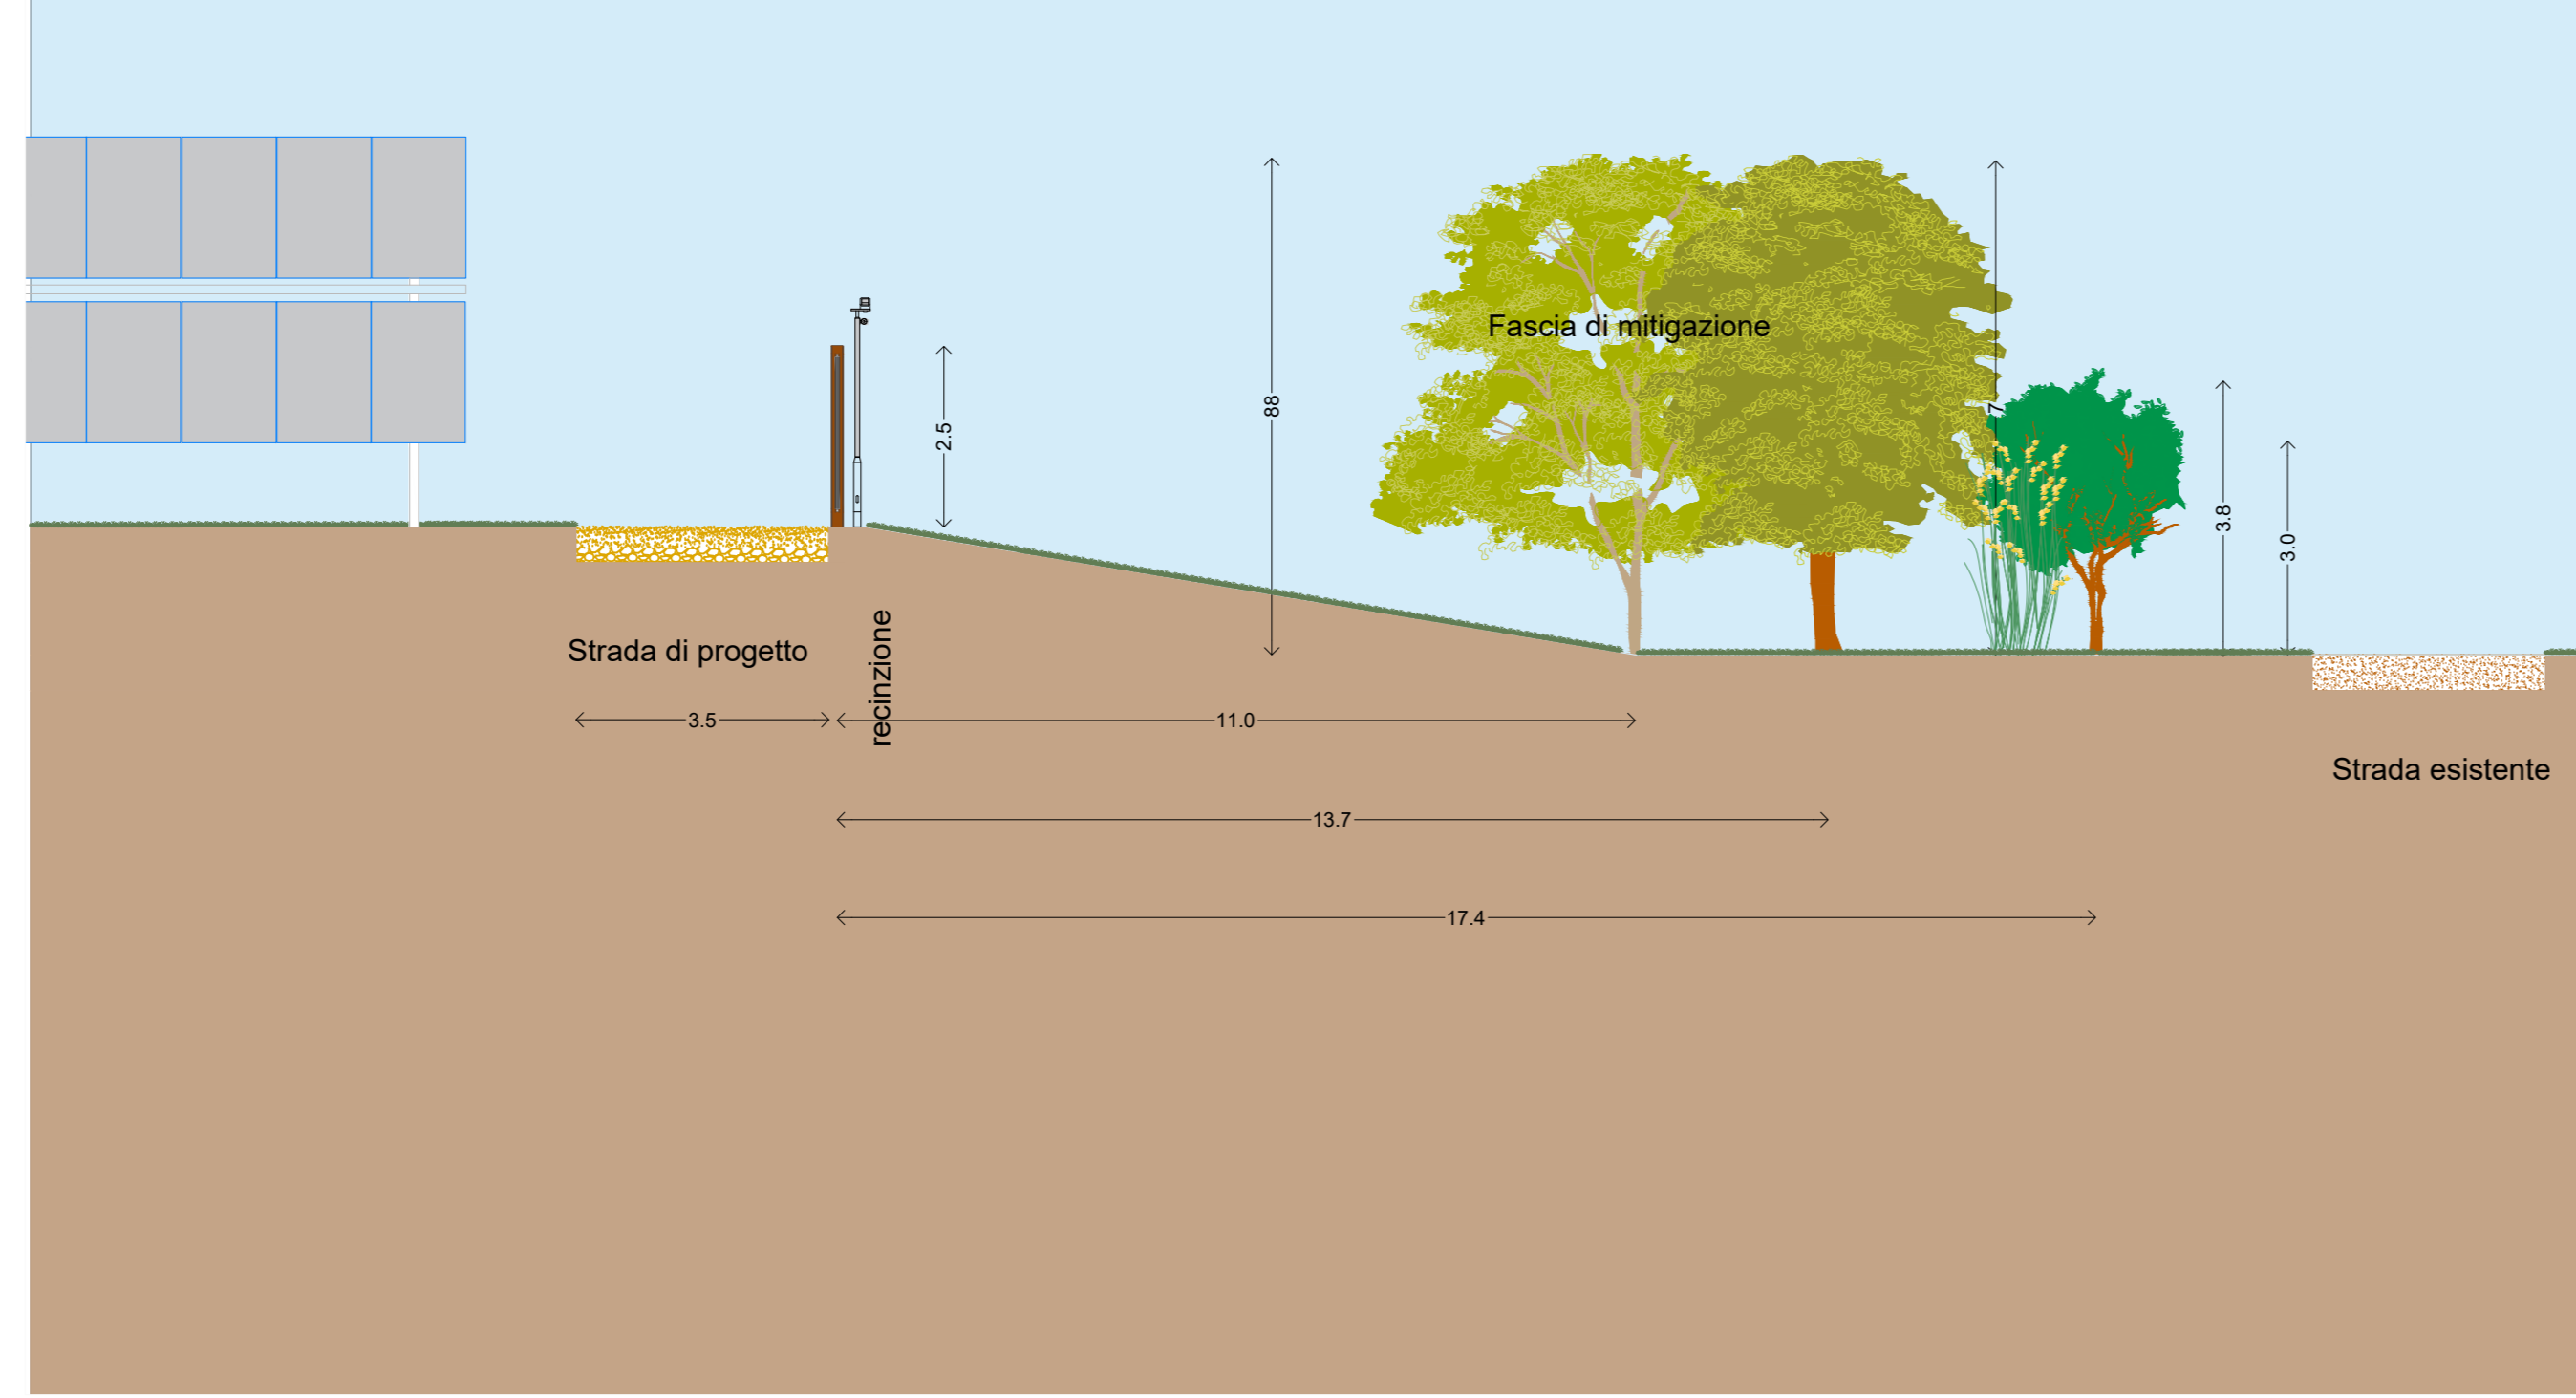 Fascia di mitigazione
88
2.5
7
3.8
3.0
Strada di progetto
recinzione
3.5
11.0
Strada esistente
13.7
17.4